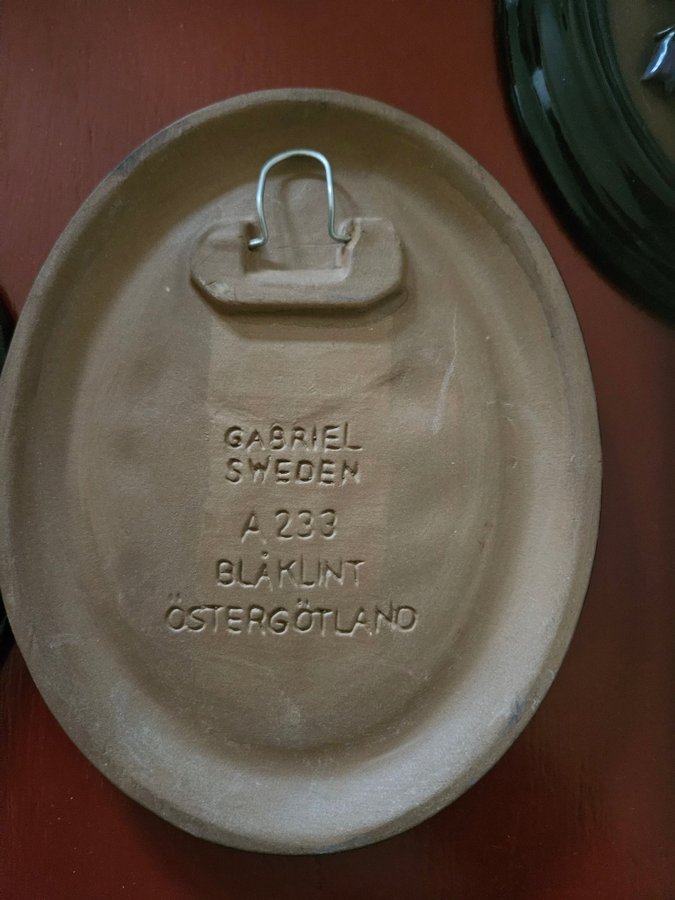 GABRIEL
SWEDEN
A 233
BLÅKLINT
ÖSTERGÖTLAND